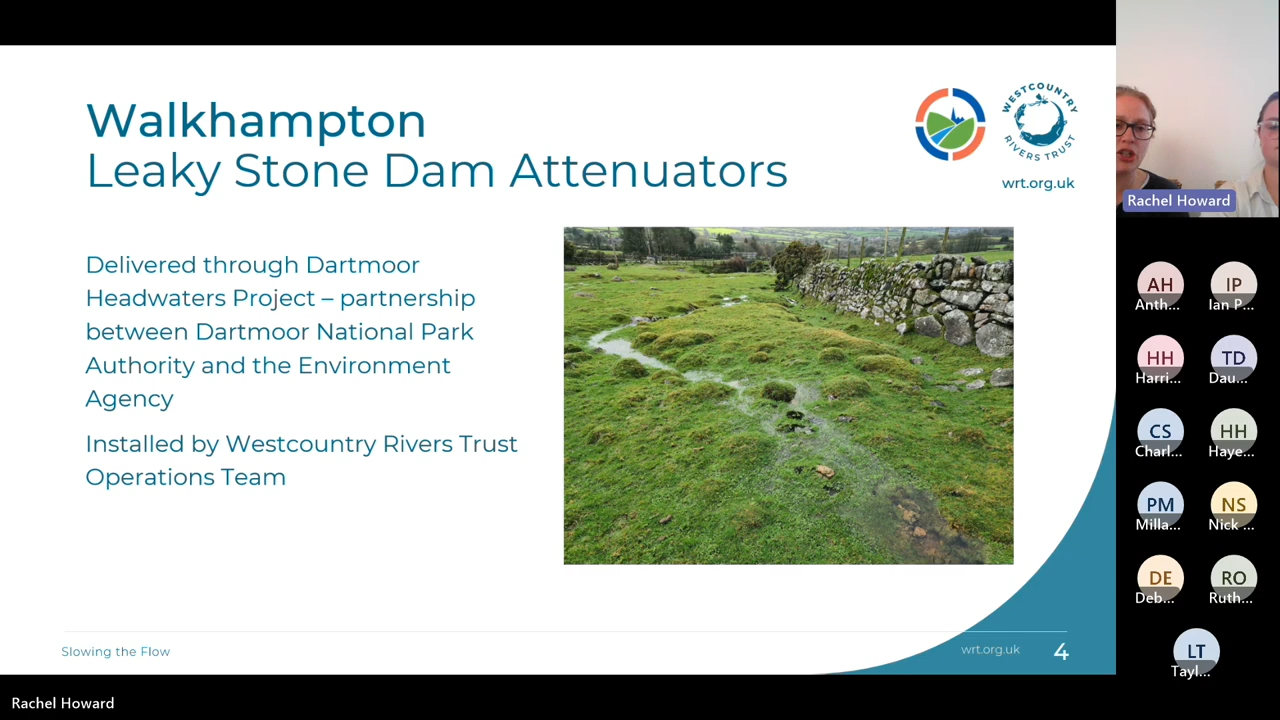 Walkhampton
Leaky Stone Dam Attenuators
WESTCOUNTRY
RIVERS TRUST
wrt.org.uk
Delivered through Dartmoor
Headwaters Project – partnership
between Dartmoor National Park
Authority and the Environment
Agency
Installed by Westcountry Rivers Trust
Operations Team
Slowing the Flow
wrt.org.uk
4
Rachel Howard
AH
Anth...
IP
Ian P...
HH
Harri...
TD
Dau...
CS
Charl...
HH
Haye...
PM
Milla...
NS
Nick ...
DE
Deb...
RO
Ruth...
LT
Tayl...
Rachel Howard